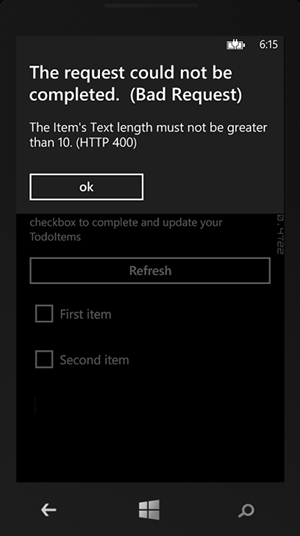 6:15
The request could not be
completed.  (Bad Request)
The Item's Text length must not be greater
than 10. (HTTP 400)
ok
checkbox to complete and update your
TodoItems
Refresh
First item
Second item